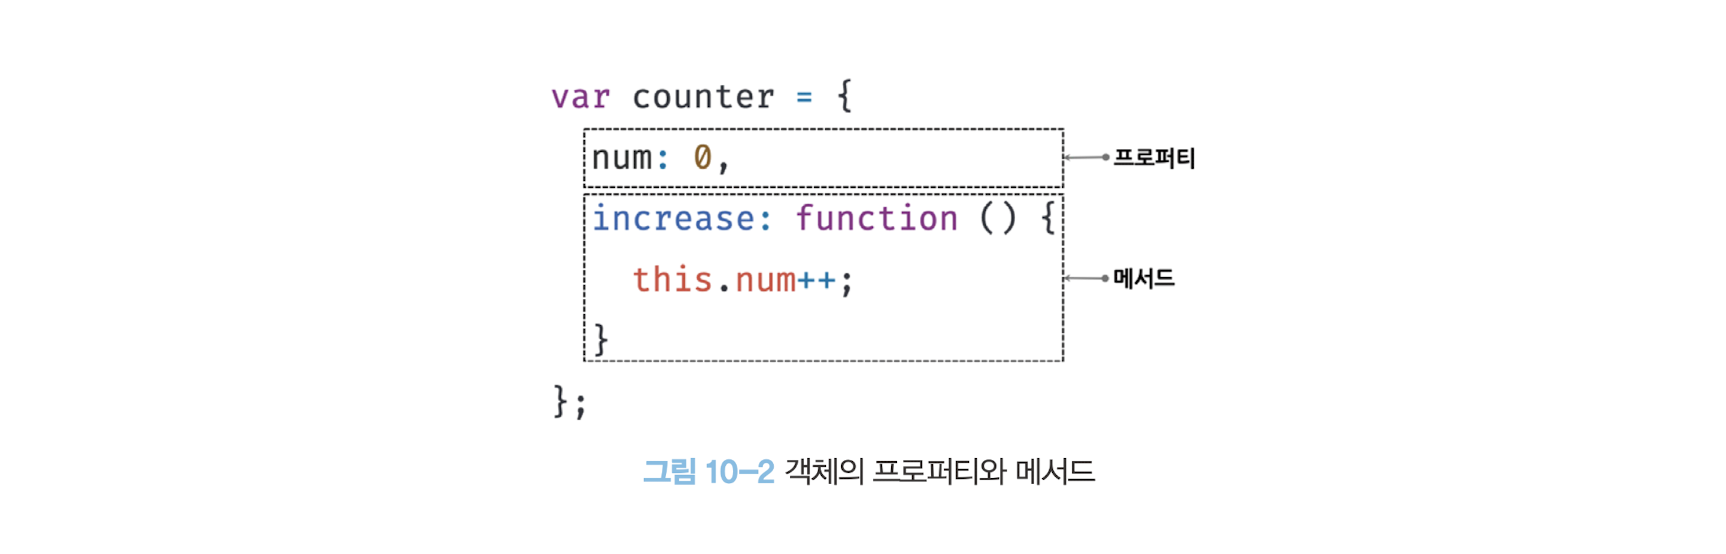 var counter = {
num: 0,
프로퍼티
increase: function () {
this.num++;
메서드
}
};
그림 10-2 객체의 프로퍼티와 메서드